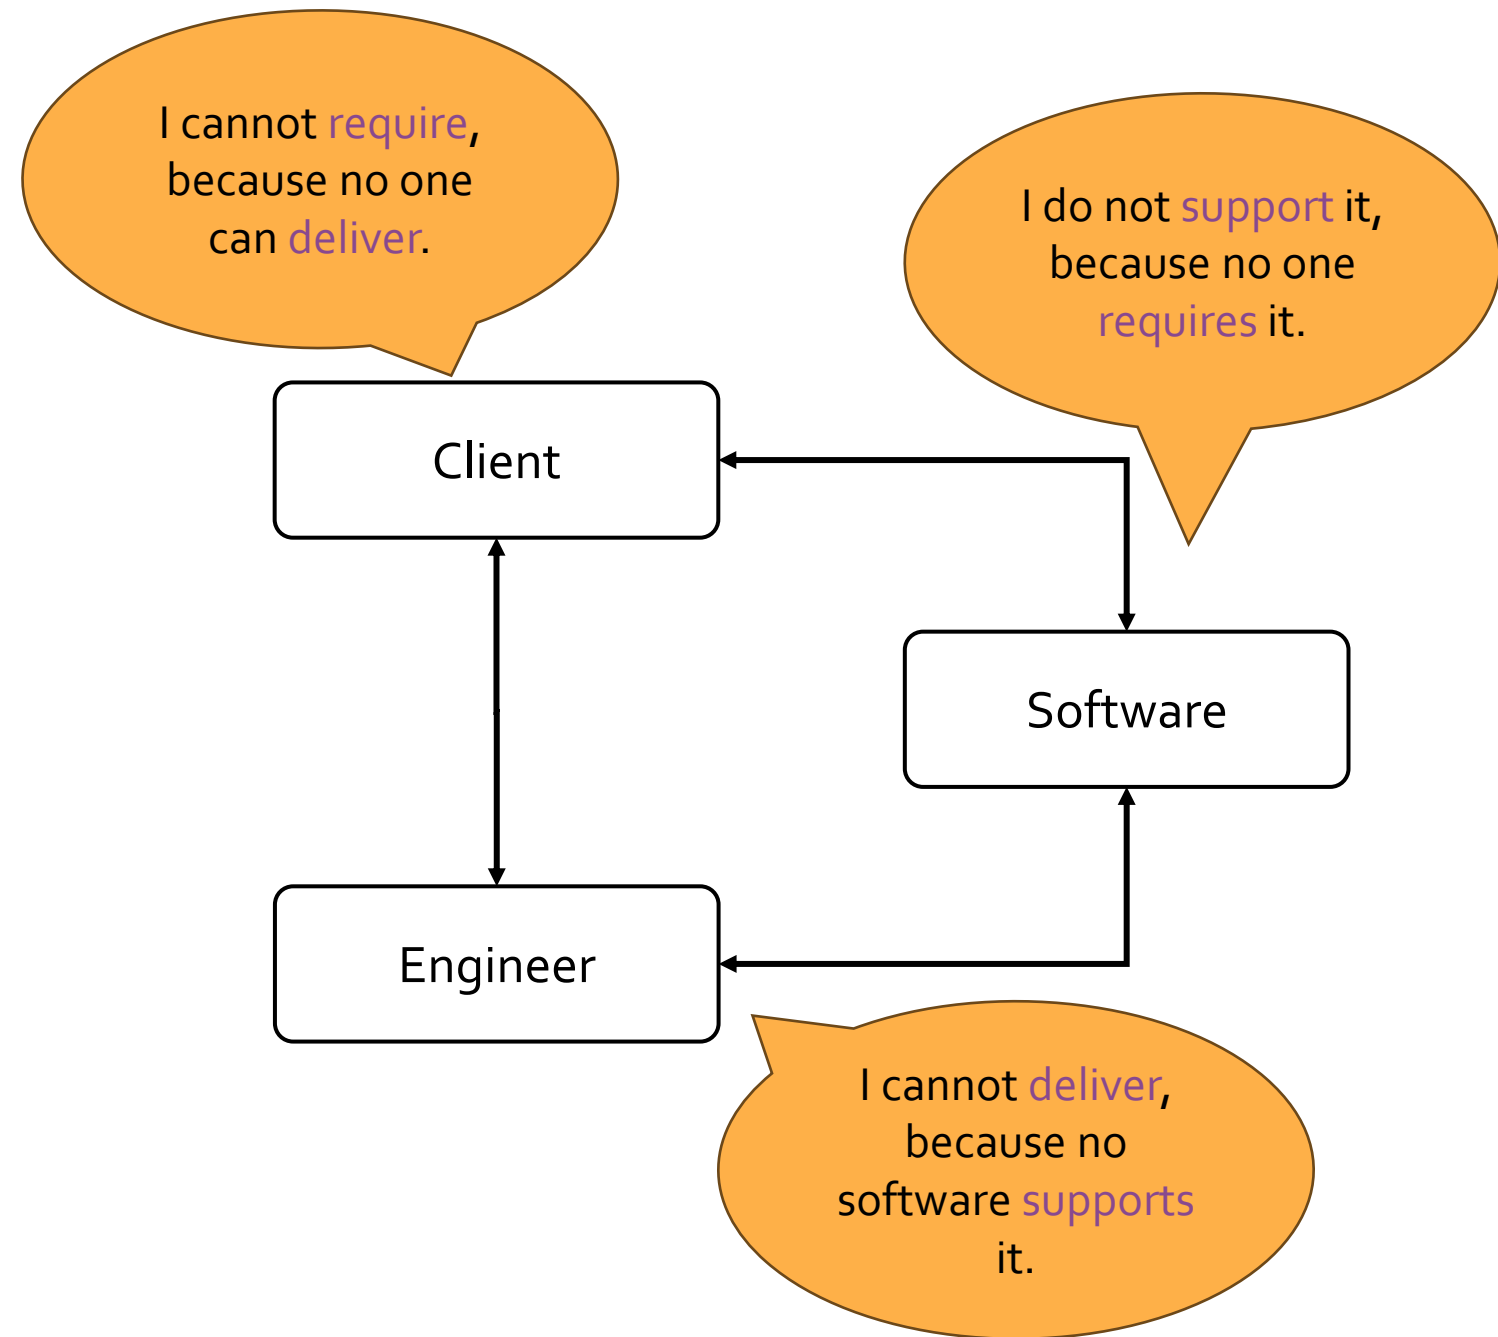 I cannot require,
because no one
can deliver.
I do not support it,
because no one
requires it.
Client
Software
Engineer
I cannot deliver,
because no
software supports
it.